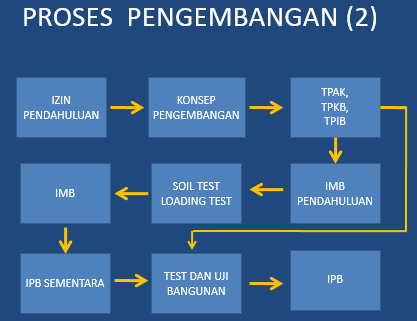 PROSES PENGEMBANGAN (2)
IZIN
PENDAHULUAN
KONSEP
PENGEMBANGAN
TPAK,
TPKB,
TPIB
IMB
SOIL TEST
LOADING TEST
IMB
PENDAHULUAN
IPB SEMENTARA
TEST DAN UJI
BANGUNAN
IPB